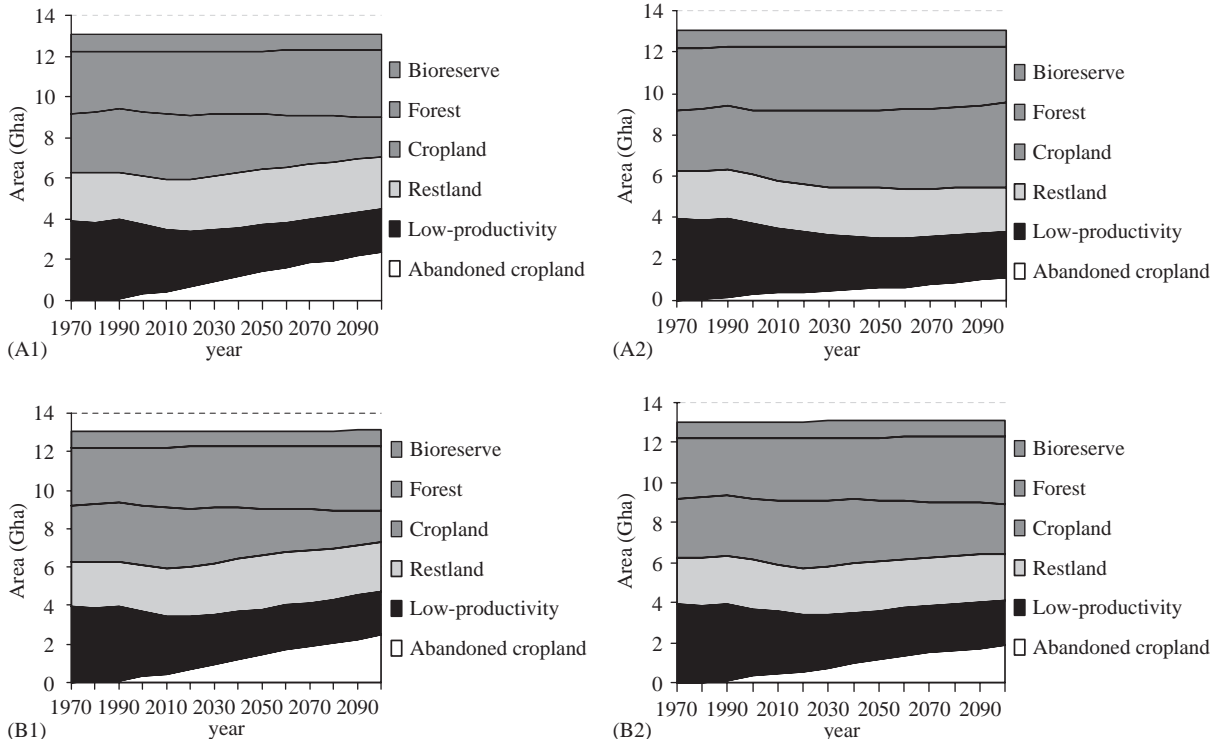 14
12
10
8
6
4
2
0
Area (Gha)
1970 1990 2010 2030 2050 2070 2090
year
(A1)
Bioreserve
Forest
Cropland
Restland
Low-productivity
Abandoned cropland
14
12
10
8
6
4
2
0
Area (Gha)
1970 1990 2010 2030 2050 2070 2090
year
(A2)
Bioreserve
Forest
Cropland
Restland
Low-productivity
Abandoned cropland
14
12
10
8
6
4
2
0
Area (Gha)
1970 1990 2010 2030 2050 2070 2090
year
(B1)
Bioreserve
Forest
Cropland
Restland
Low-productivity
Abandoned cropland
14
12
10
8
6
4
2
0
Area (Gha)
1970 1990 2010 2030 2050 2070 2090
year
(B2)
Bioreserve
Forest
Cropland
Restland
Low-productivity
Abandoned cropland